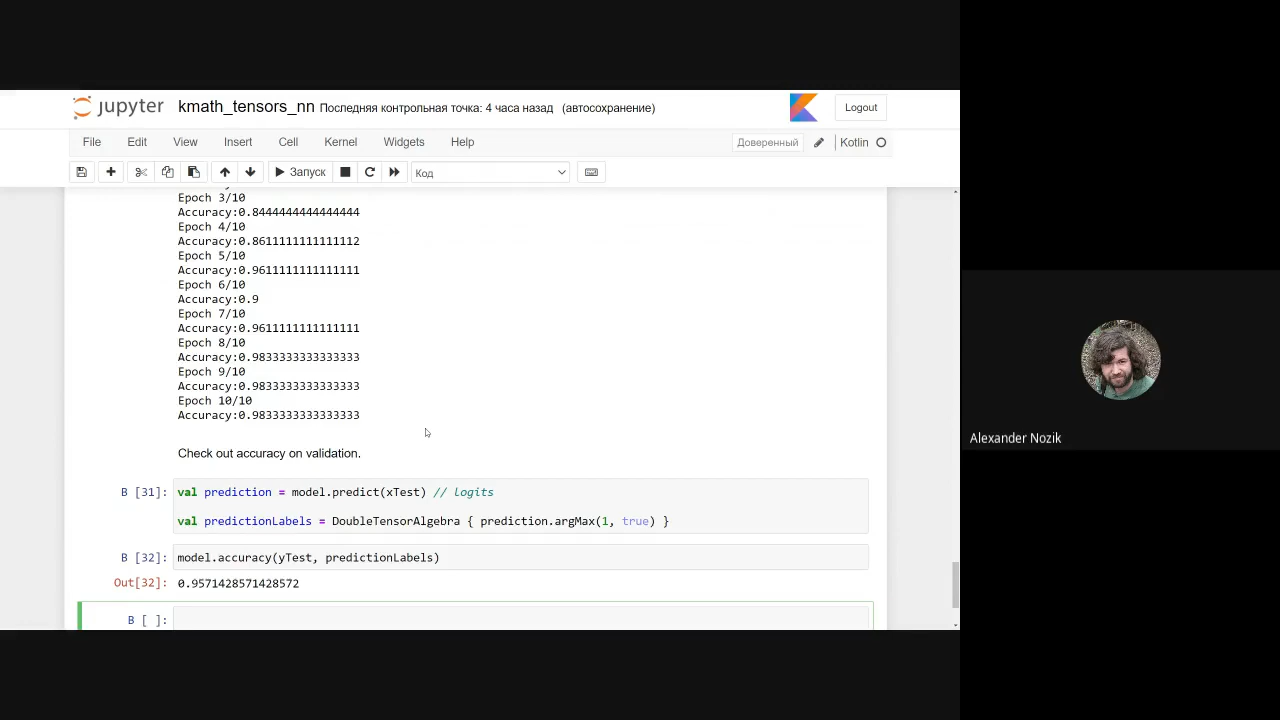 jupyter kmath_tensors_nn Последняя контрольная точка: 4 часа назад (автосохранение) Logout
File Edit View Insert Cell Kernel Widgets Help Доверенный Kotlin
Запуск Код
Epoch 3/10
Accuracy:0.8444444444444444
Epoch 4/10
Accuracy:0.8611111111111112
Epoch 5/10
Accuracy:0.9611111111111111
Epoch 6/10
Accuracy:0.9
Epoch 7/10
Accuracy:0.9611111111111111
Epoch 8/10
Accuracy:0.9833333333333333
Epoch 9/10
Accuracy:0.9833333333333333
Epoch 10/10
Accuracy:0.9833333333333333
Check out accuracy on validation.
В [31]: val prediction = model.predict(xTest) // logits
val predictionLabels = DoubleTensorAlgebra { prediction.argMax(1, true) }
В [32]: model.accuracy(yTest, predictionLabels)
Out[32]: 0.9571428571428572
В [ ]:
Alexander Nozik